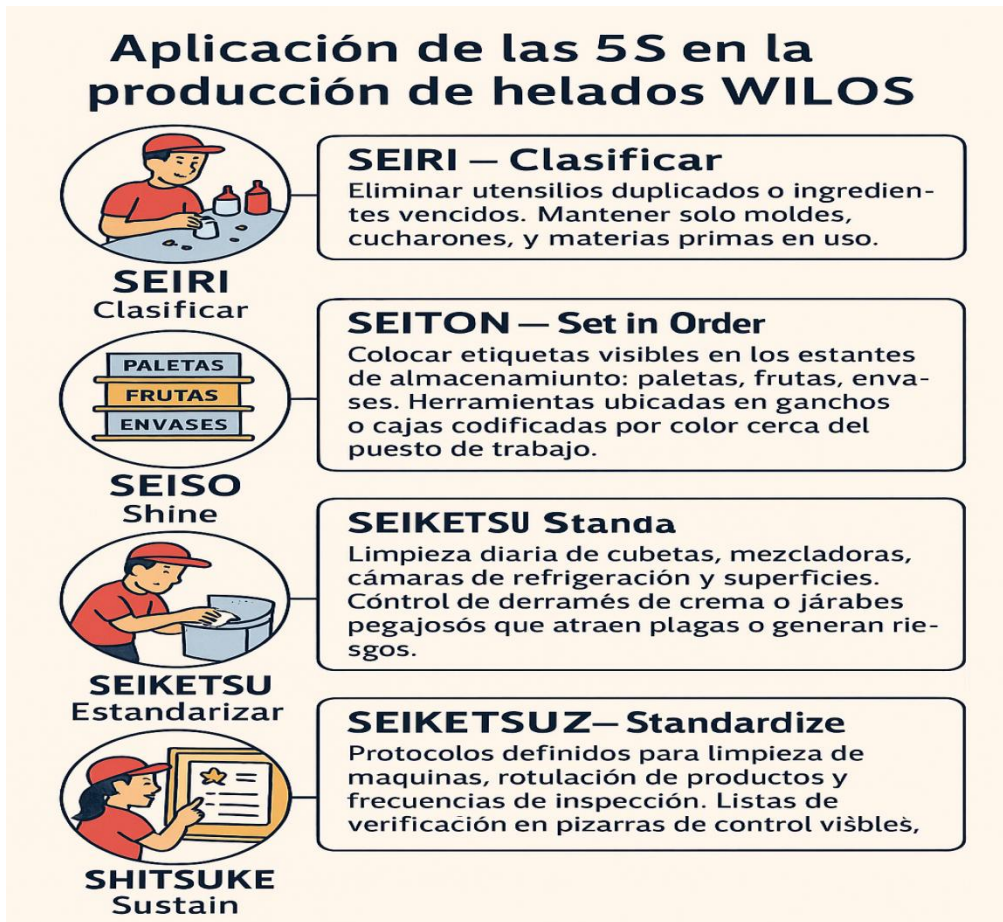 Aplicación de las 5S en la
producción de helados WILOS
SEIRI – Clasificar
Eliminar utensilios duplicados o ingredien-
tes vencidos. Mantener solo moldes,
cucharones, y materias primas en uso.
SEIRI
Clasificar
SEITON – Set in Order
Colocar etiquetas visibles en los estantes
de almacenamiunto: paletas, frutas, enva-
ses. Herramientas ubicadas en ganchos
o cajas codificadas por color cerca del
puesto de trabajo.
PALETAS
FRUTAS
ENVASES
SEISO
Shine
SEIKETSU Standa
Limpieza diaria de cubetas, mezcladoras,
cámaras de refrigeración y superficies.
Cóntrol de derramés de crema o járabes
pegajosós que atraen plagas o generan rie-
sgos.
SEIKETSU
Estandarizar
SEIKETSUZ– Standardize
Protocolos definidos para limpieza de
maquinas, rotulación de productos y
frecuencias de inspección. Listas de
verificación en pizarras de control visbles,
SHITSUKE
Sustain